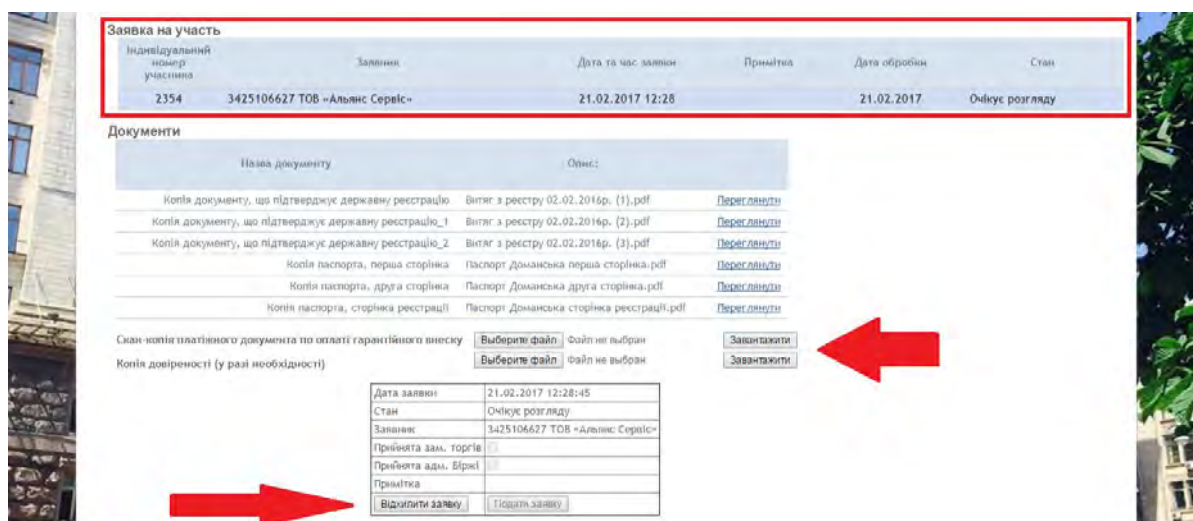 Заявка на участь
Індивідуальний номер учасника Заявник Дата та час заявки Примітка Дата обробки Стан
2354 3425106627 ТОВ «Альянс Сервіс» 21.02.2017 12:28 21.02.2017 Очікує розгляду
Документи
Назва документу Опис:
Копія документу, що підтверджує державну реєстрацію Витяг з реєстру 02.02.2016р. (1).pdf Переглянути
Копія документу, що підтверджує державну реєстрацію_1 Витяг з реєстру 02.02.2016р. (2).pdf Переглянути
Копія документу, що підтверджує державну реєстрацію_2 Витяг з реєстру 02.02.2016р. (3).pdf Переглянути
Копія паспорта, перша сторінка Паспорт Доманська перша сторінка.pdf Переглянути
Копія паспорта, друга сторінка Паспорт Доманська друга сторінка.pdf Переглянути
Копія паспорта, сторінка реєстрації Паспорт Доманська сторінка реєстрації.pdf Переглянути
Скан-копія платіжного документа по оплаті гарантійного внеску Выберите файл Файл не выбран Завантажити
Копія довіреності (у разі необхідності) Выберите файл Файл не выбран Завантажити
Дата заявки 21.02.2017 12:28:45
Стан Очікує розгляду
Заявник 3425106627 ТОВ «Альянс Сервіс»
Прийнята зам. торгів
Прийнята адм. Біржі
Примітка
Відхилити заявку Подати заявку